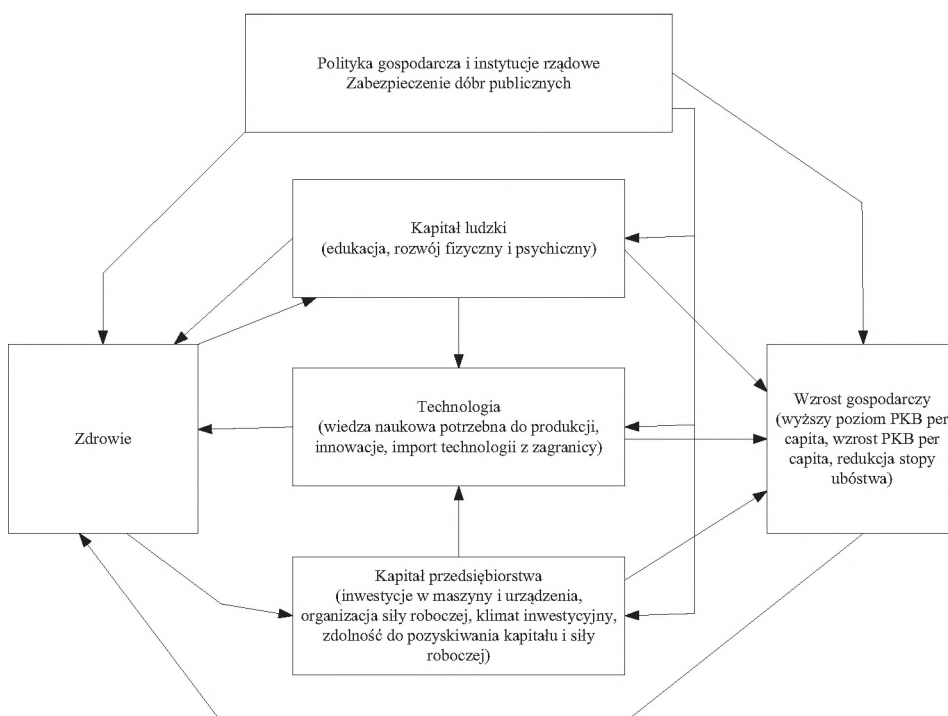 Polityka gospodarcza i instytucje rządowe
Zabezpieczenie dóbr publicznych
Kapitał ludzki
(edukacja, rozwój fizyczny i psychiczny)
Zdrowie
Technologia
(wiedza naukowa potrzebna do produkcji,
innowacje, import technologii z zagranicy)
Wzrost gospodarczy
(wyższy poziom PKB per
capita, wzrost PKB per
capita, redukcja stopy
ubóstwa)
Kapitał przedsiębiorstwa
(inwestycje w maszyny i urządzenia,
organizacja siły roboczej, klimat inwestycyjny,
zdolność do pozyskiwania kapitału i siły
roboczej)